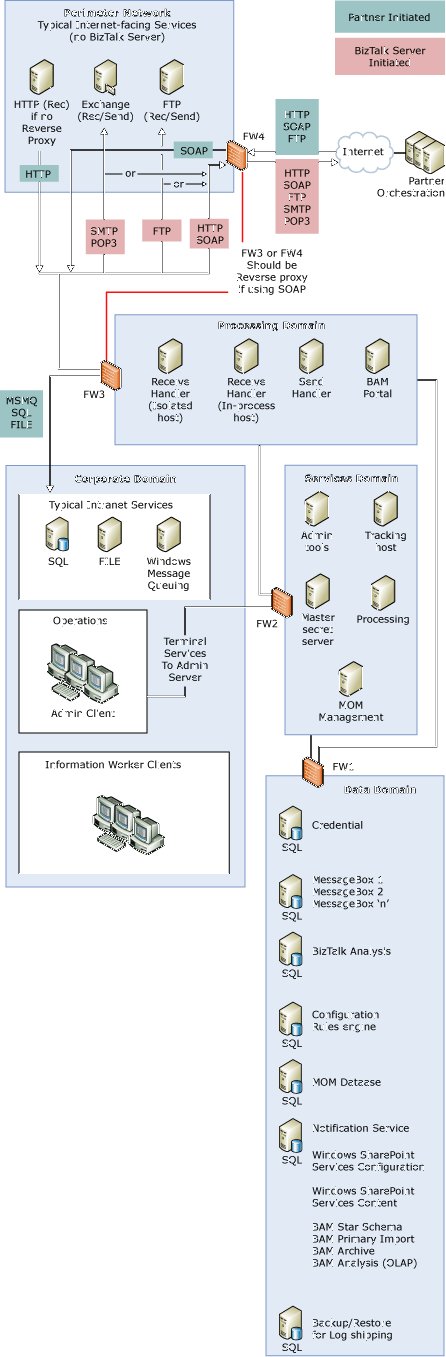 Perimeter Network
Typical Internet-facing Services
(no BizTalk Server)
Partner Initiated
BizTalk Server
Initiated
HTTP (Rec)
if no
Reverse
Proxy
Exchange
(Rec/Send)
FTP
(Rec/Send)
HTTP
SOAP
FW4
HTTP
SOAP
FTP
Internet
Partner
Orchestration
HTTP
SOAP
FTP
SMTP
POP3
or
or
SMTP
POP3
FTP
HTTP
SOAP
FW3 or FW4
Should be
Reverse proxy
If using SOAP
Processing Domain
FW3
Receive
Handler
(Isolated
host)
Receive
Handler
(In-process
host)
Send
Handler
BAM
Portal
MSMQ
SQL
FILE
Corporate Domain
Typical Intranet Services
SQL
FILE
Windows
Message
Queuing
Operations
Admin Client
Terminal
Services
To Admin
Server
Information Worker Clients
Services Domain
Admin
tools
Tracking
host
FW2
Master
secret
server
Processing
MOM
Management
FW1
Data Domain
Credential
SQL
MessageBox 1
MessageBox 2
MessageBox 'n'
SQL
BizTalk Analysis
SQL
Configuration
Rules engine
SQL
MOM Datbase
SQL
Notification Service
SQL
Windows SharePoint
Services Configuration
Windows SharePoint
Services Content
BAM Star Schema
BAM Primary Import
BAM Archive
BAM Analysis (OLAP)
Backup/Restore
for Log shipping
SQL